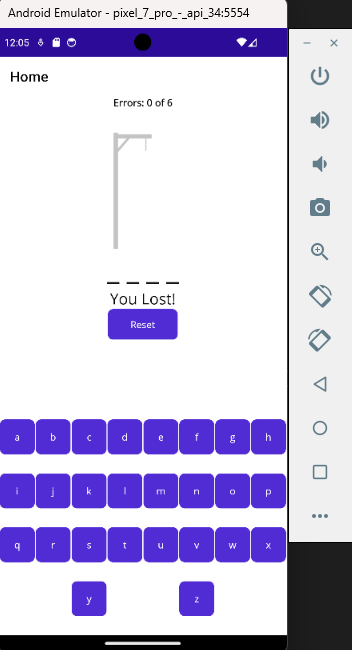 Android Emulator - pixel_7_pro_-_api_34:5554
12:05
Home
Errors: 0 of 6
_ _ _ _
You Lost!
Reset
a b c d e f g h
i j k l m n o p
q r s t u v w x
y z